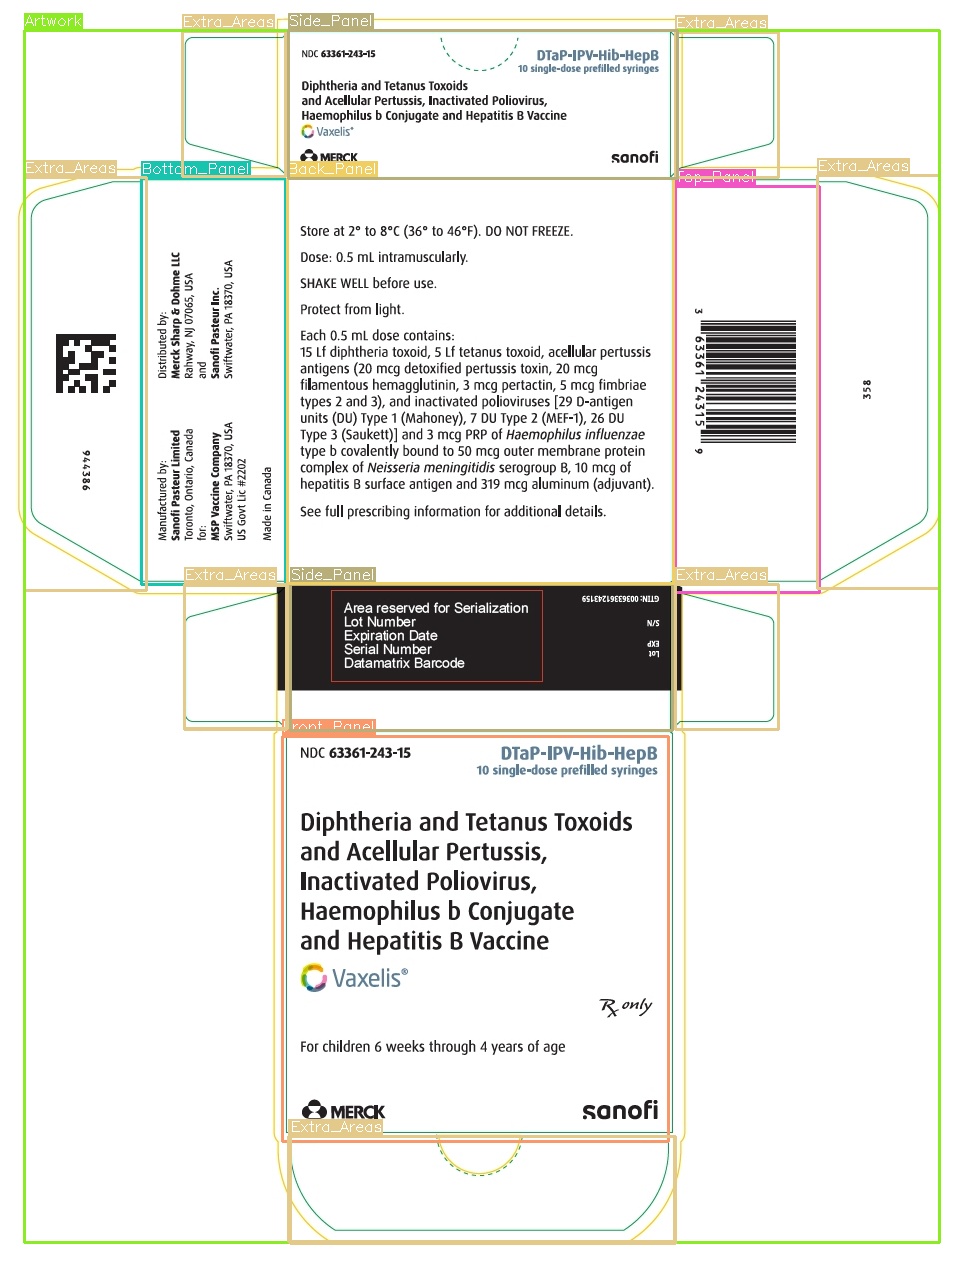 Artwork
Extra_Areas
Side_Panel
Extra_Areas
NDC 63361-243-15
DTaP-IPV-Hib-HepB
10 single-dose prefilled syringes
Diphtheria and Tetanus Toxoids
and Acellular Pertussis, Inactivated Poliovirus,
Haemophilus b Conjugate and Hepatitis B Vaccine
Vaxelis®
MERCK
sanofi
Extra_Areas
Bottom_Panel
Back_Panel
Top_Panel
Extra_Areas
944386
Manufactured by:
Sanofi Pasteur Limited
Toronto, Ontario, Canada
for:
MSP Vaccine Company
Swiftwater, PA 18370, USA
US Govt Lic #2202
Made in Canada
Distributed by:
Merck Sharp & Dohme LLC
Rahway, NJ 07065, USA
and
Sanofi Pasteur Inc.
Swiftwater, PA 18370, USA
Store at 2° to 8°C (36° to 46°F). DO NOT FREEZE.
Dose: 0.5 mL intramuscularly.
SHAKE WELL before use.
Protect from light.
Each 0.5 mL dose contains:
15 Lf diphtheria toxoid, 5 Lf tetanus toxoid, acellular pertussis
antigens (20 mcg detoxified pertussis toxin, 20 mcg
filamentous hemagglutinin, 3 mcg pertactin, 5 mcg fimbriae
types 2 and 3), and inactivated polioviruses [29 D-antigen
units (DU) Type 1 (Mahoney), 7 DU Type 2 (MEF-1), 26 DU
Type 3 (Saukett)] and 3 mcg PRP of Haemophilus influenzae
type b covalently bound to 50 mcg outer membrane protein
complex of Neisseria meningitidis serogroup B, 10 mcg of
hepatitis B surface antigen and 319 mcg aluminum (adjuvant).
See full prescribing information for additional details.
3 63361 24315 9
358
Extra_Areas
Side_Panel
Extra_Areas
Area reserved for Serialization
Lot Number
Expiration Date
Serial Number
Datamatrix Barcode
GTIN: 00363361243159
S/N
EXP
Lot
Front_Panel
NDC 63361-243-15
DTaP-IPV-Hib-HepB
10 single-dose prefilled syringes
Diphtheria and Tetanus Toxoids
and Acellular Pertussis,
Inactivated Poliovirus,
Haemophilus b Conjugate
and Hepatitis B Vaccine
Vaxelis®
Rx only
For children 6 weeks through 4 years of age
MERCK
sanofi
Extra_Areas